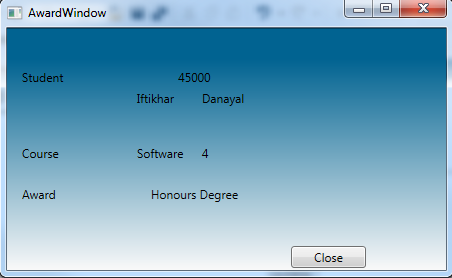 AwardWindow
Student 45000
Iftikhar Danayal
Course Software 4
Award Honours Degree
Close